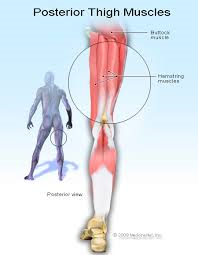 Posterior Thigh Muscles
Buttock
muscle
Hamstring
muscles
Posterior view
© 2009 MedicineNet, Inc.